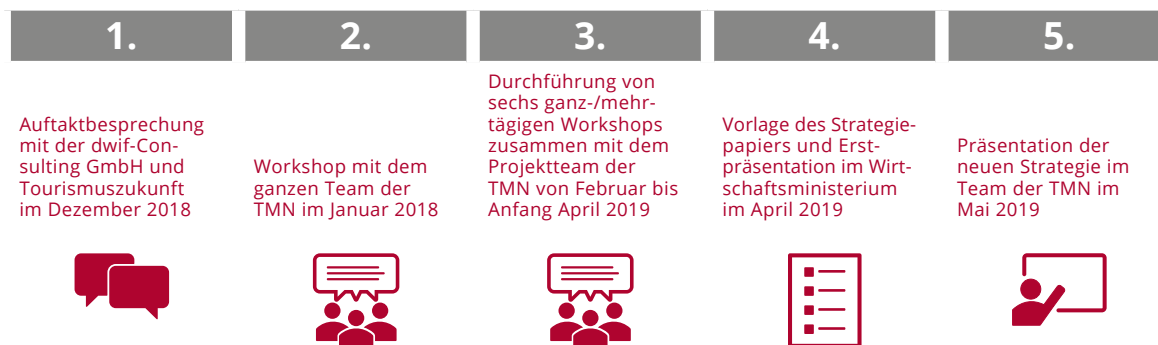 1.
Auftaktbesprechung
mit der dwif-Con-
sulting GmbH und
Tourismuszukunft
im Dezember 2018
2.
Workshop mit dem
ganzen Team der
TMN im Januar 2018
3.
Durchführung von
sechs ganz-/mehr-
tägigen Workshops
zusammen mit dem
Projektteam der
TMN von Februar bis
Anfang April 2019
4.
Vorlage des Strategie-
papiers und Erst-
präsentation im Wirt-
schaftsministerium
im April 2019
5.
Präsentation der
neuen Strategie im
Team der TMN im
Mai 2019